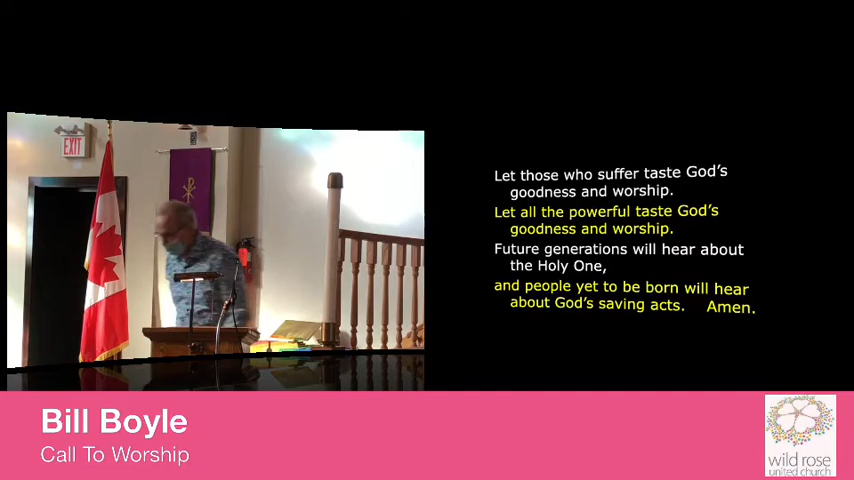 EXIT
Let those who suffer taste God's
goodness and worship.
Let all the powerful taste God's
goodness and worship.
Future generations will hear about
the Holy One,
and people yet to be born will hear
about God's saving acts. Amen.
Bill Boyle
Call To Worship
wild rose
united church